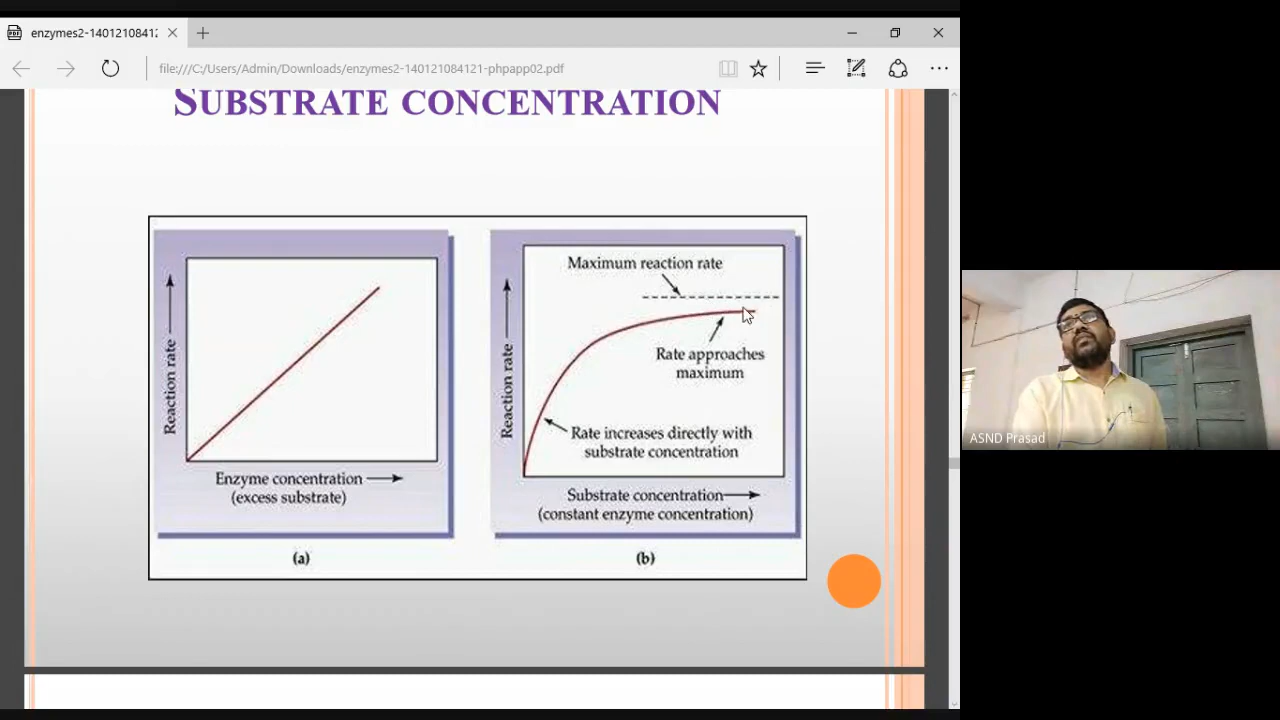 enzymes2-1401210841
file:///C:/Users/Admin/Downloads/enzymes2-140121084121-phpapp02.pdf
SUBSTRATE CONCENTRATION
Reaction rate
Enzyme concentration
(excess substrate)
(a)
Reaction rate
Maximum reaction rate
Rate approaches
maximum
Rate increases directly with
substrate concentration
Substrate concentration
(constant enzyme concentration)
(b)
ASND Prasad